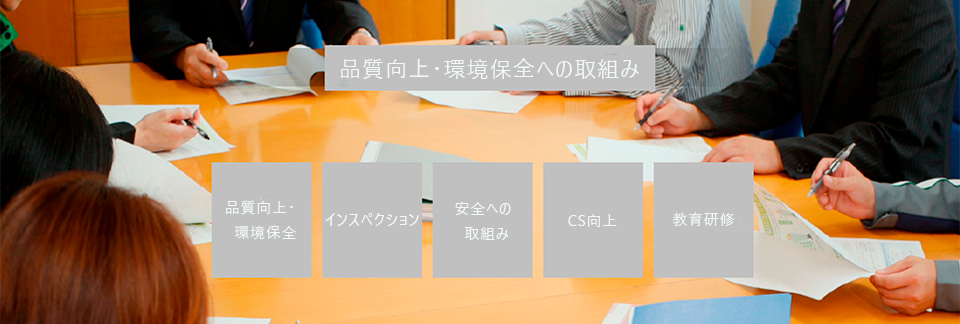 品質向上・環境保全への取組み
品質向上・
環境保全
インスペクション
安全への
取組み
CS向上
教育研修